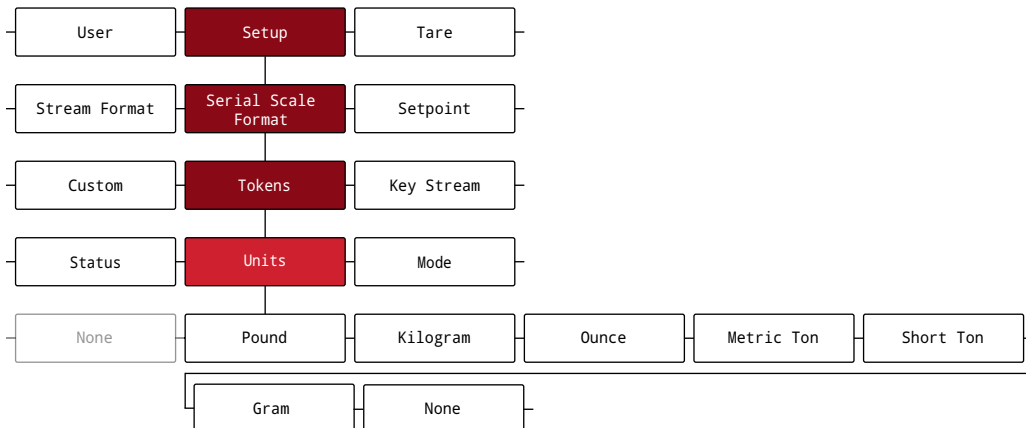 User
Setup
Tare
Stream Format
Serial Scale
Format
Setpoint
Custom
Tokens
Key Stream
Status
Units
Mode
None
Pound
Kilogram
Ounce
Metric Ton
Short Ton
Gram
None